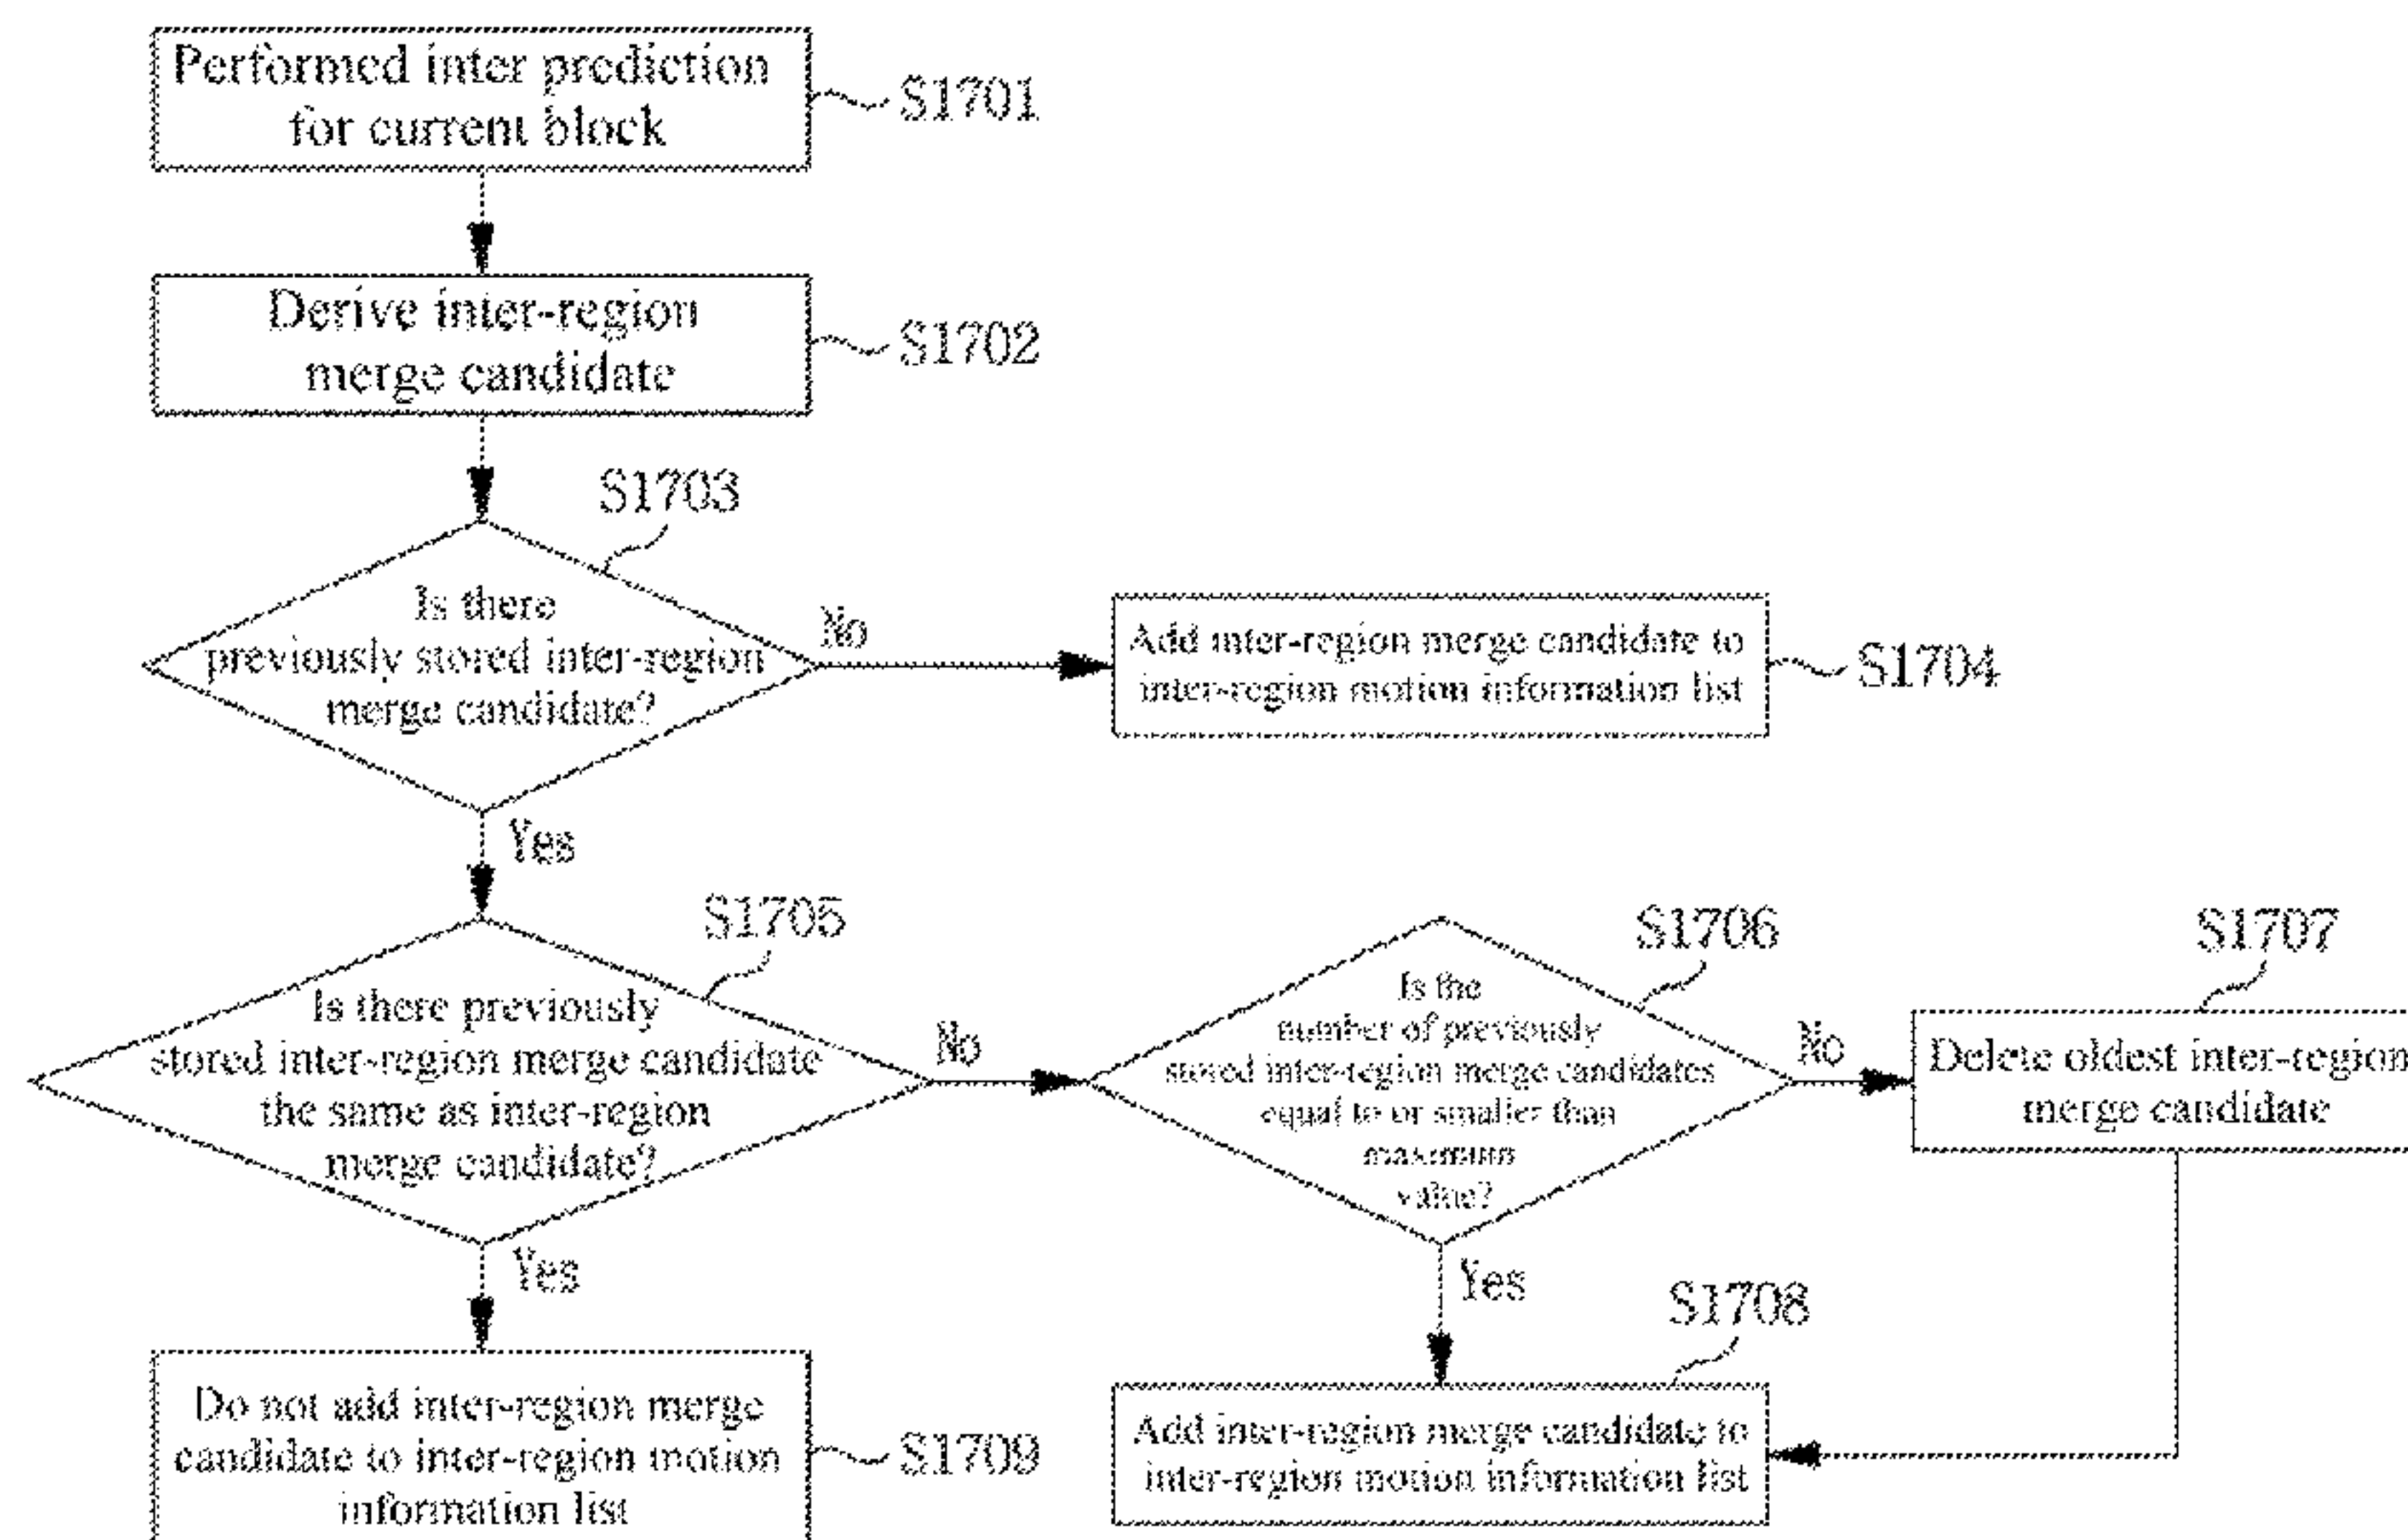 Performed inter prediction
for current block
S1701
Derive inter-region
merge candidate
S1702
S1703
Is there
previously stored inter-region
merge candidate?
No
Add inter-region merge candidate to
inter-region motion information list
S1704
Yes
S1705
Is there previously
stored inter-region merge candidate
the same as inter-region
merge candidate?
No
S1706
Is the
number of previously
stored inter-region merge candidates
equal to or smaller than
maximum
value?
No
S1707
Delete oldest inter-region
merge candidate
Yes
Yes
S1708
Add inter-region merge candidate to
inter-region motion information list
Do not add inter-region merge
candidate to inter-region motion
information list
S1709